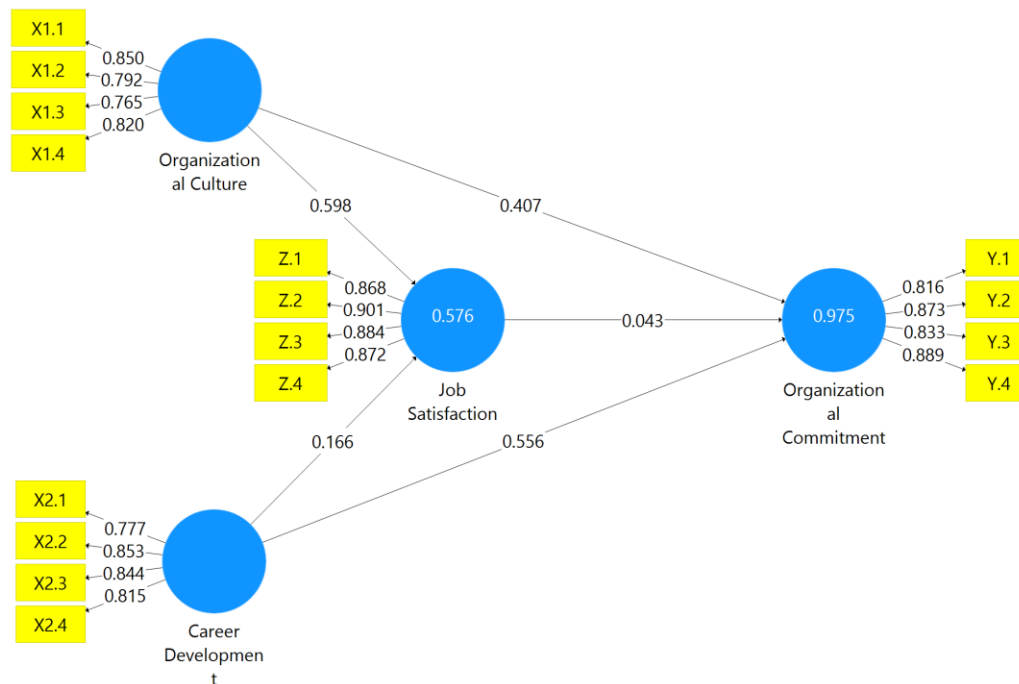 X1.1
0.850
X1.2
0.792
X1.3
0.765
X1.4
0.820
Organization
al Culture
0.598
0.407
Z.1
0.868
Z.2
0.901
Z.3
0.884
Z.4
0.872
0.576
Job
Satisfaction
0.043
0.975
Organization
al
Commitment
Y.1
0.816
Y.2
0.873
Y.3
0.833
Y.4
0.889
0.166
0.556
X2.1
0.777
X2.2
0.853
X2.3
0.844
X2.4
0.815
Career
Developmen
t